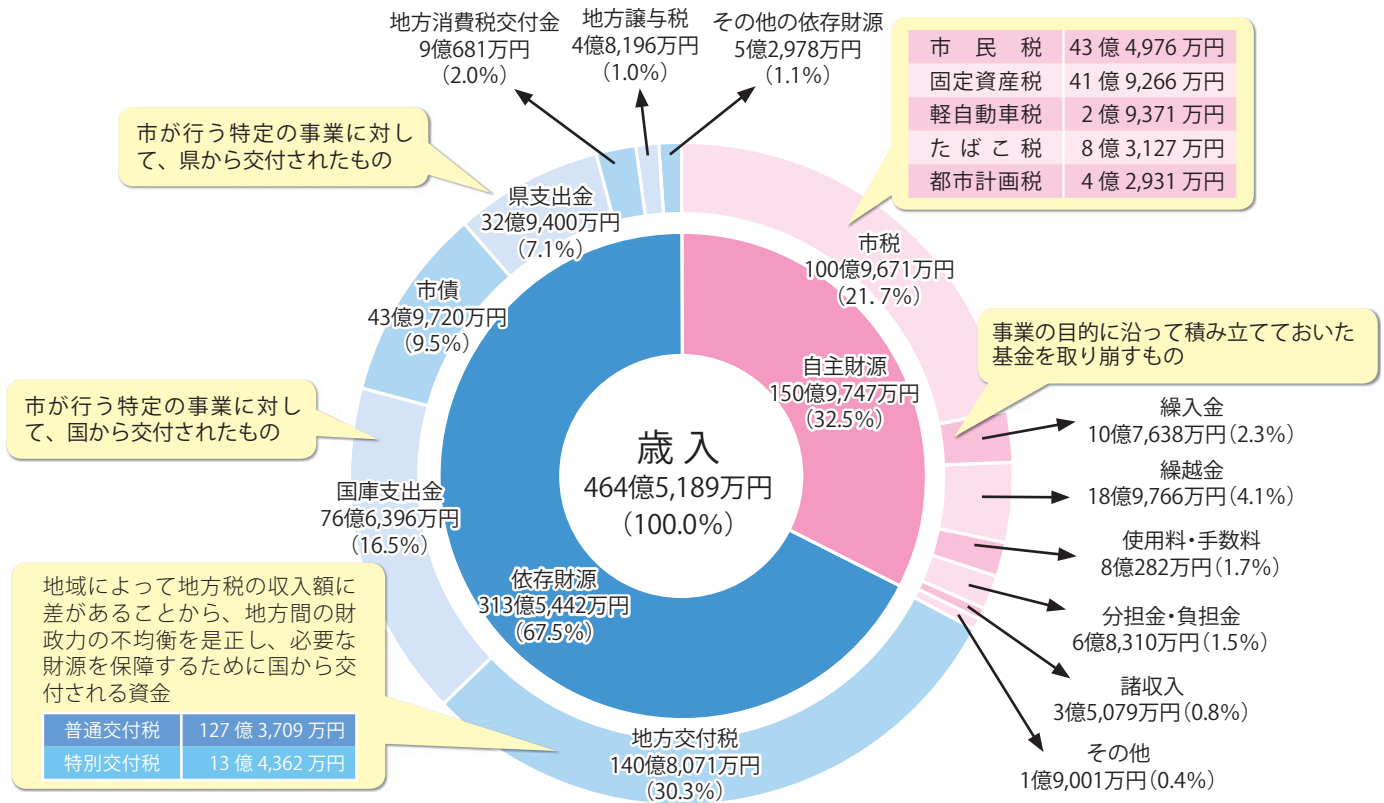 地方消費税交付金
9億681万円
（2.0%）
地方譲与税
4億8,196万円
（1.0%）
その他の依存財源
5億2,978万円
（1.1%）
市民税 43億4,976万円
固定資産税 41億9,266万円
軽自動車税 2億9,371万円
たばこ税 8億3,127万円
都市計画税 4億2,931万円
市が行う特定の事業に対し
て、県から交付されたもの
県支出金
32億9,400万円
（7.1%）
市税
100億9,671万円
（21.7%）
市債
43億9,720万円
（9.5%）
事業の目的に沿って積み立てておいた
基金を取り崩すもの
自主財源
150億9,747万円
（32.5%）
市が行う特定の事業に対し
て、国から交付されたもの
歳入
464億5,189万円
（100.0%）
繰入金
10億7,638万円（2.3%）
繰越金
18億9,766万円（4.1%）
国庫支出金
76億6,396万円
（16.5%）
使用料・手数料
8億282万円（1.7%）
依存財源
313億5,442万円
（67.5%）
分担金・負担金
6億8,310万円（1.5%）
地域によって地方税の収入額に
差があることから、地方間の財
政力の不均衡を是正し、必要な
財源を保障するために国から交
付される資金
普通交付税 127億3,709万円
特別交付税 13億4,362万円
諸収入
3億5,079万円（0.8%）
地方交付税
140億8,071万円
（30.3%）
その他
1億9,001万円（0.4%）